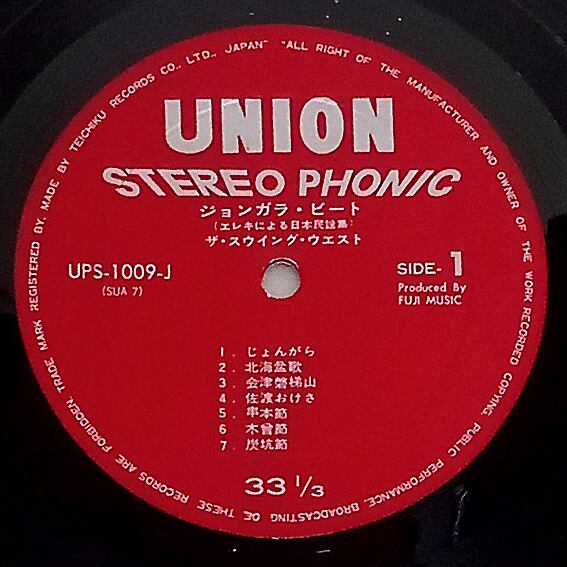 TRADE MARK REGISTERED BY. MADE BY TEICHIKU RECORDS CO., LTD., JAPAN" "ALL RIGHT OF THE MANUFACTURER AND OWNER OF THE WORK RECORDED COPYING, PUBLIC PERFORMANCE, BROADCASTING OF THESE RECORDS ARE FORBIDDEN.
UNION
STEREO PHONIC
ジョンガラ・ビート
(エレキによる日本民謡集)
ザ・スウイング・ウエスト
UPS-1009-J
(SUA 7)
SIDE-1
Produced By
FUJI MUSIC
1. じょんがら
2. 北海盆歌
3. 会津磐梯山
4. 佐渡おけさ
5. 串本節
6. 木曽節
7. 炭坑節
33 1/3